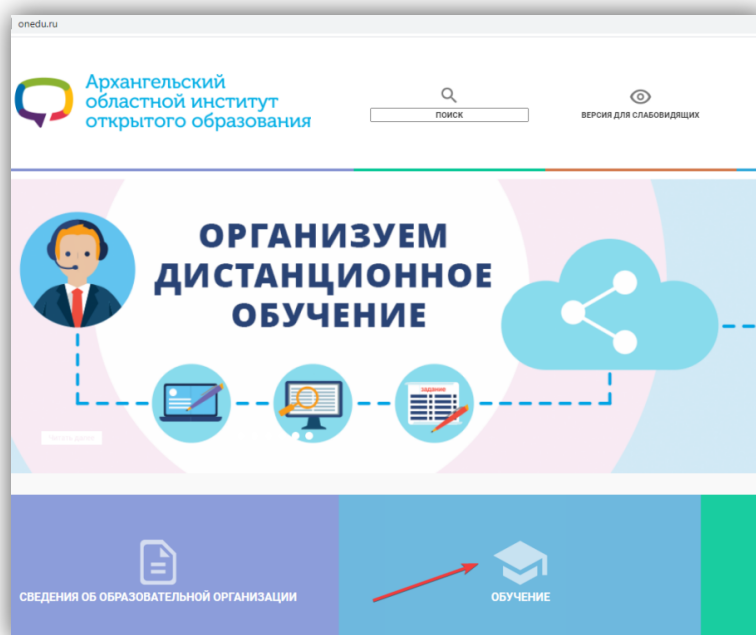 onedu.ru
Архангельский
областной институт
открытого образования
ПОИСК
ВЕРСИЯ ДЛЯ СЛАБОВИДЯЩИХ
ОРГАНИЗУЕМ
ДИСТАНЦИОННОЕ
ОБУЧЕНИЕ
ЗАДАНИЕ
СВЕДЕНИЯ ОБ ОБРАЗОВАТЕЛЬНОЙ ОРГАНИЗАЦИИ
ОБУЧЕНИЕ